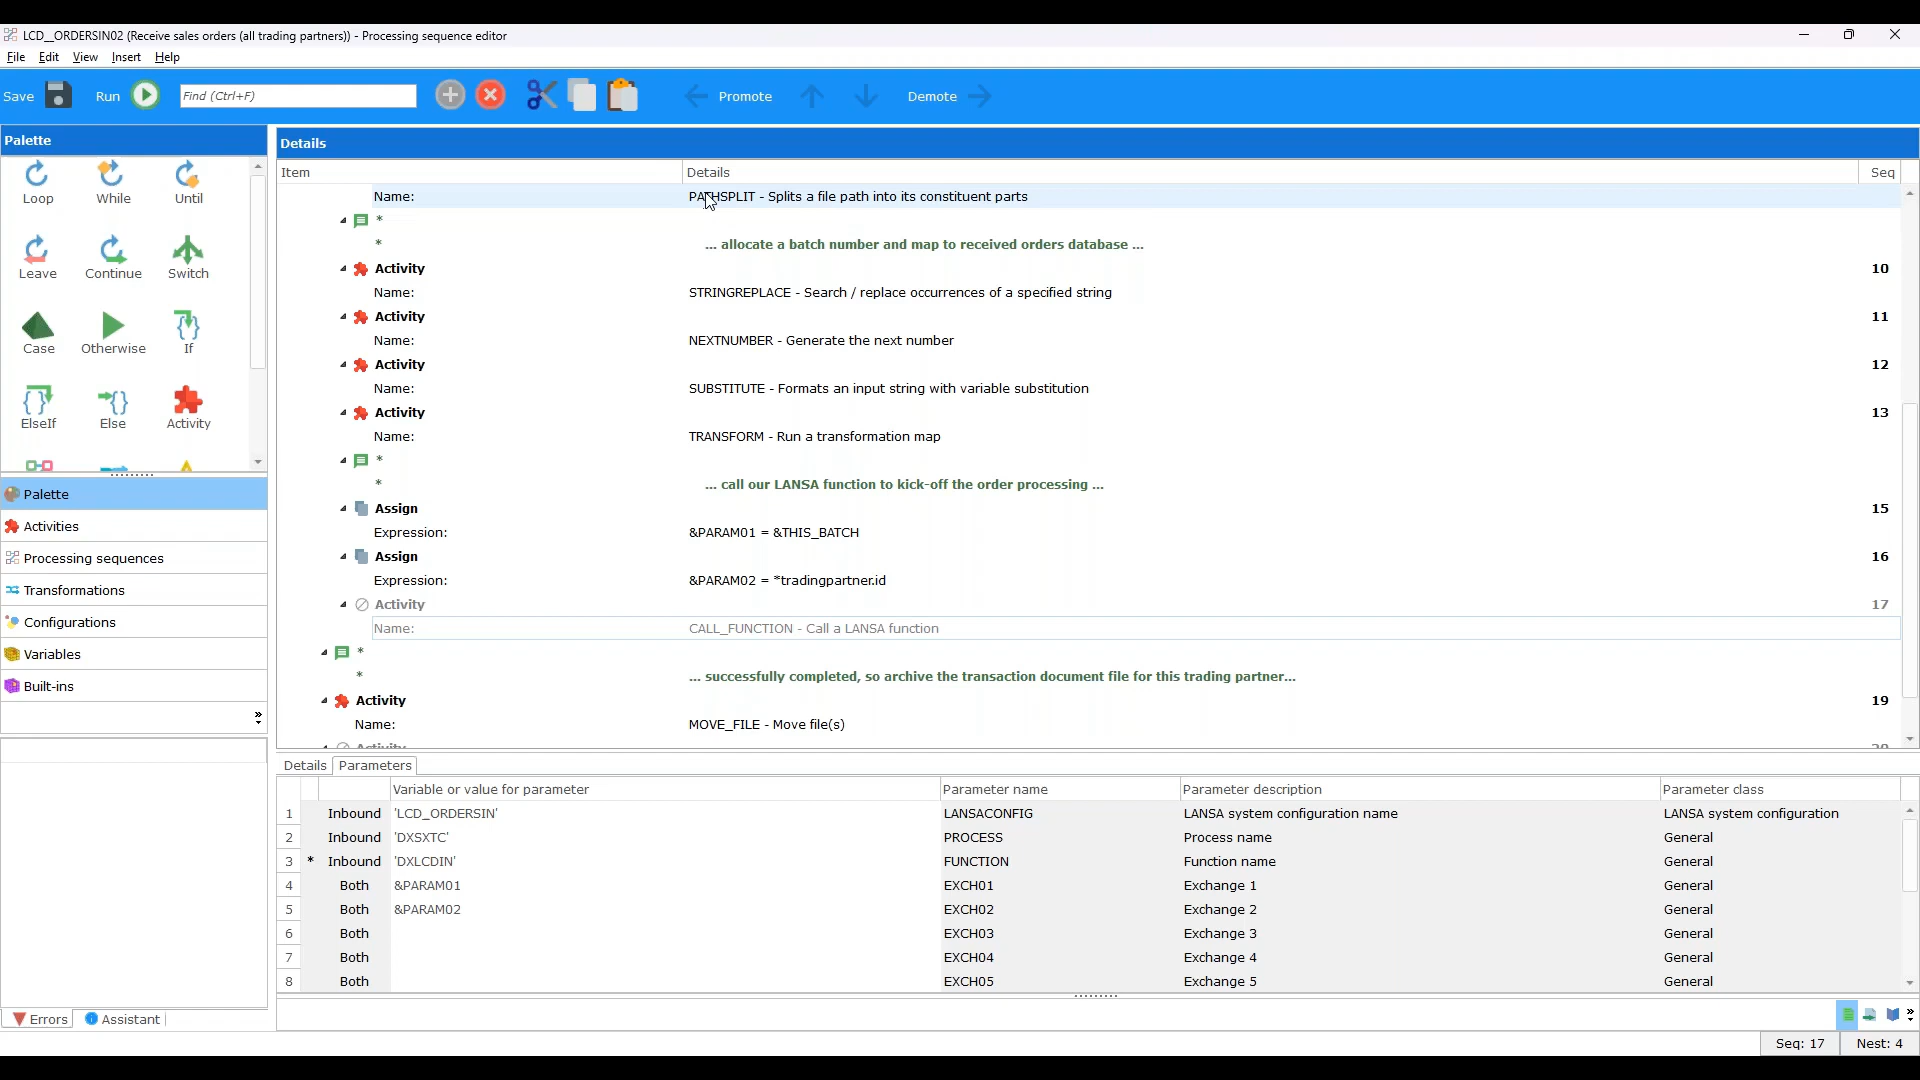 LCD__ORDERSIN02 (Receive sales orders (all trading partners)) - Processing sequence editor
File Edit View Insert Help
Save Run Find (Ctrl+F) Promote Demote
Palette
Loop While Until
Leave Continue Switch
Case Otherwise If
ElseIf Else Activity
Palette
Activities
Processing sequences
Transformations
Configurations
Variables
Built-ins
»
Errors Assistant
Details
Item Details Seq
Name: PATHSPLIT - Splits a file path into its constituent parts
*
* ... allocate a batch number and map to received orders database ...
Activity 10
Name: STRINGREPLACE - Search / replace occurrences of a specified string
Activity 11
Name: NEXTNUMBER - Generate the next number
Activity 12
Name: SUBSTITUTE - Formats an input string with variable substitution
Activity 13
Name: TRANSFORM - Run a transformation map
*
* ... call our LANSA function to kick-off the order processing ...
Assign 15
Expression: &PARAM01 = &THIS_BATCH
Assign 16
Expression: &PARAM02 = *tradingpartner.id
Activity 17
Name: CALL_FUNCTION - Call a LANSA function
*
* ... successfully completed, so archive the transaction document file for this trading partner...
Activity 19
Name: MOVE_FILE - Move file(s)
Activity 20
Details Parameters
Variable or value for parameter Parameter name Parameter description Parameter class
1 Inbound 'LCD_ORDERSIN' LANSACONFIG LANSA system configuration name LANSA system configuration
2 Inbound 'DXSXTC' PROCESS Process name General
3 * Inbound 'DXLCDIN' FUNCTION Function name General
4 Both &PARAM01 EXCH01 Exchange 1 General
5 Both &PARAM02 EXCH02 Exchange 2 General
6 Both EXCH03 Exchange 3 General
7 Both EXCH04 Exchange 4 General
8 Both EXCH05 Exchange 5 General
»
Seq: 17 Nest: 4